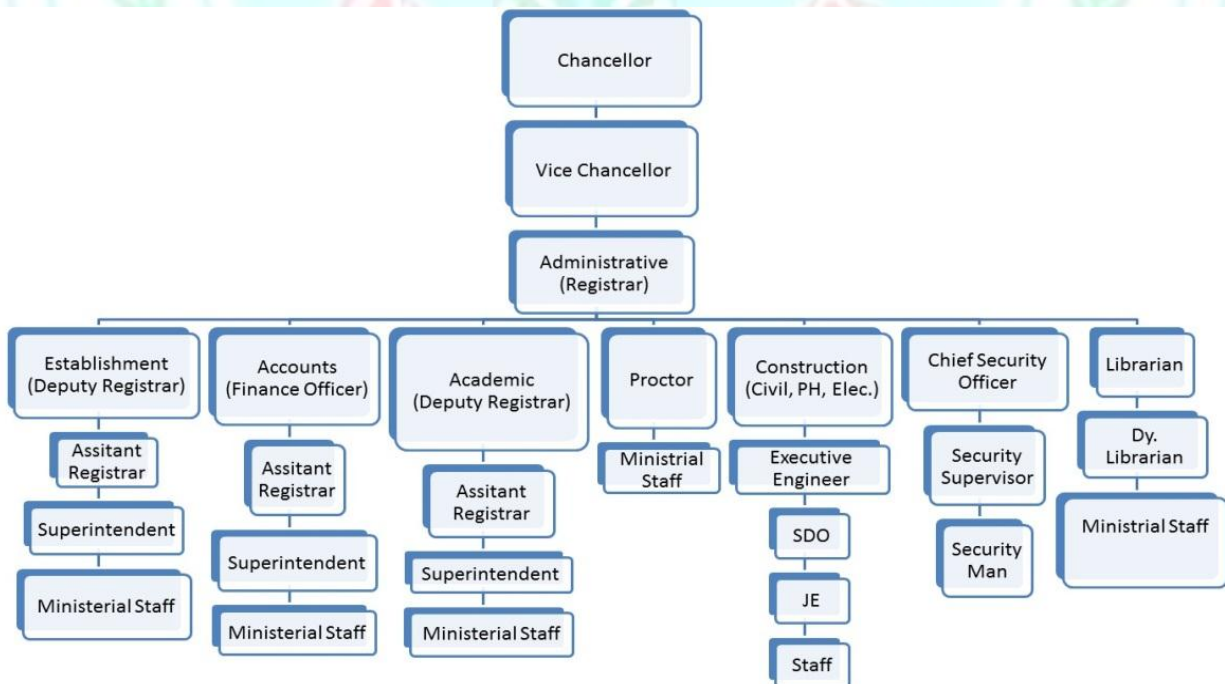 Chancellor
Vice Chancellor
Administrative
(Registrar)
Establishment
(Deputy Registrar)
Assitant
Registrar
Superintendent
Ministerial Staff
Accounts
(Finance Officer)
Assitant
Registrar
Superintendent
Ministerial Staff
Academic
(Deputy Registrar)
Assitant
Registrar
Superintendent
Ministerial Staff
Proctor
Ministrial
Staff
Construction
(Civil, PH, Elec.)
Executive
Engineer
SDO
JE
Staff
Chief Security
Officer
Security
Supervisor
Security
Man
Librarian
Dy.
Librarian
Ministrial Staff